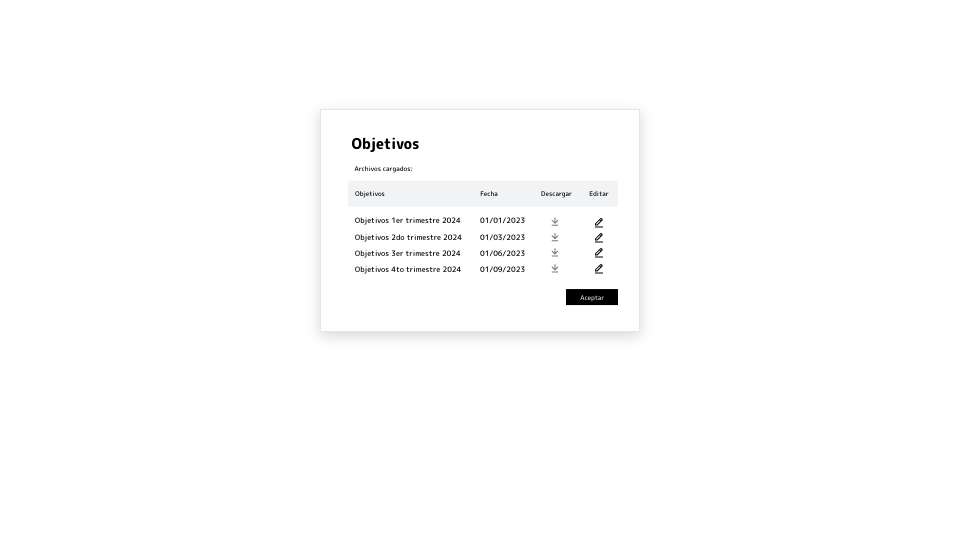 Objetivos
Archivos cargados:
Objetivos Fecha Descargar Editar
Objetivos 1er trimestre 2024 01/01/2023
Objetivos 2do trimestre 2024 01/03/2023
Objetivos 3er trimestre 2024 01/06/2023
Objetivos 4to trimestre 2024 01/09/2023
Aceptar